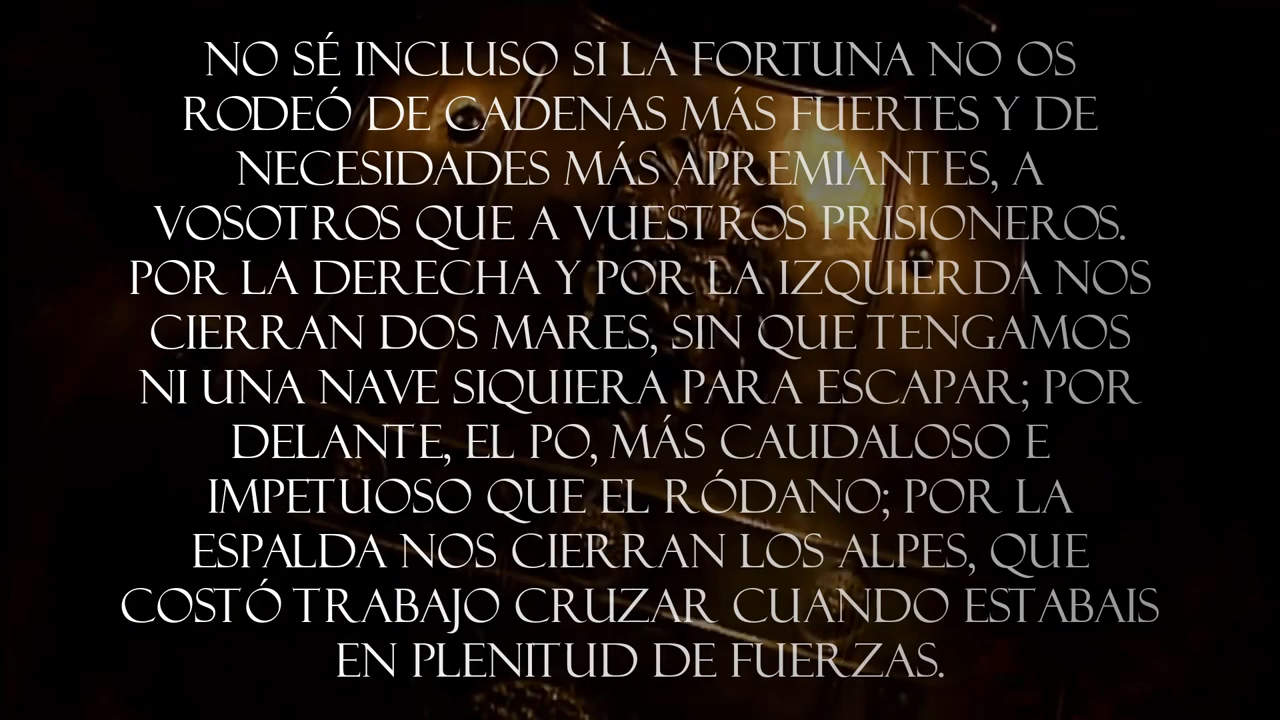 NO SÉ INCLUSO SI LA FORTUNA NO OS
RODEÓ DE CADENAS MÁS FUERTES Y DE
NECESIDADES MÁS APREMIANTES, A
VOSOTROS QUE A VUESTROS PRISIONEROS.
POR LA DERECHA Y POR LA IZQUIERDA NOS
CIERRAN DOS MARES, SIN QUE TENGAMOS
NI UNA NAVE SIQUIERA PARA ESCAPAR; POR
DELANTE, EL PO, MÁS CAUDALOSO E
IMPETUOSO QUE EL RÓDANO; POR LA
ESPALDA NOS CIERRAN LOS ALPES, QUE
COSTÓ TRABAJO CRUZAR CUANDO ESTABAIS
EN PLENITUD DE FUERZAS.